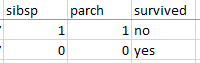 sibsp parch survived
1 1 no
0 0 yes